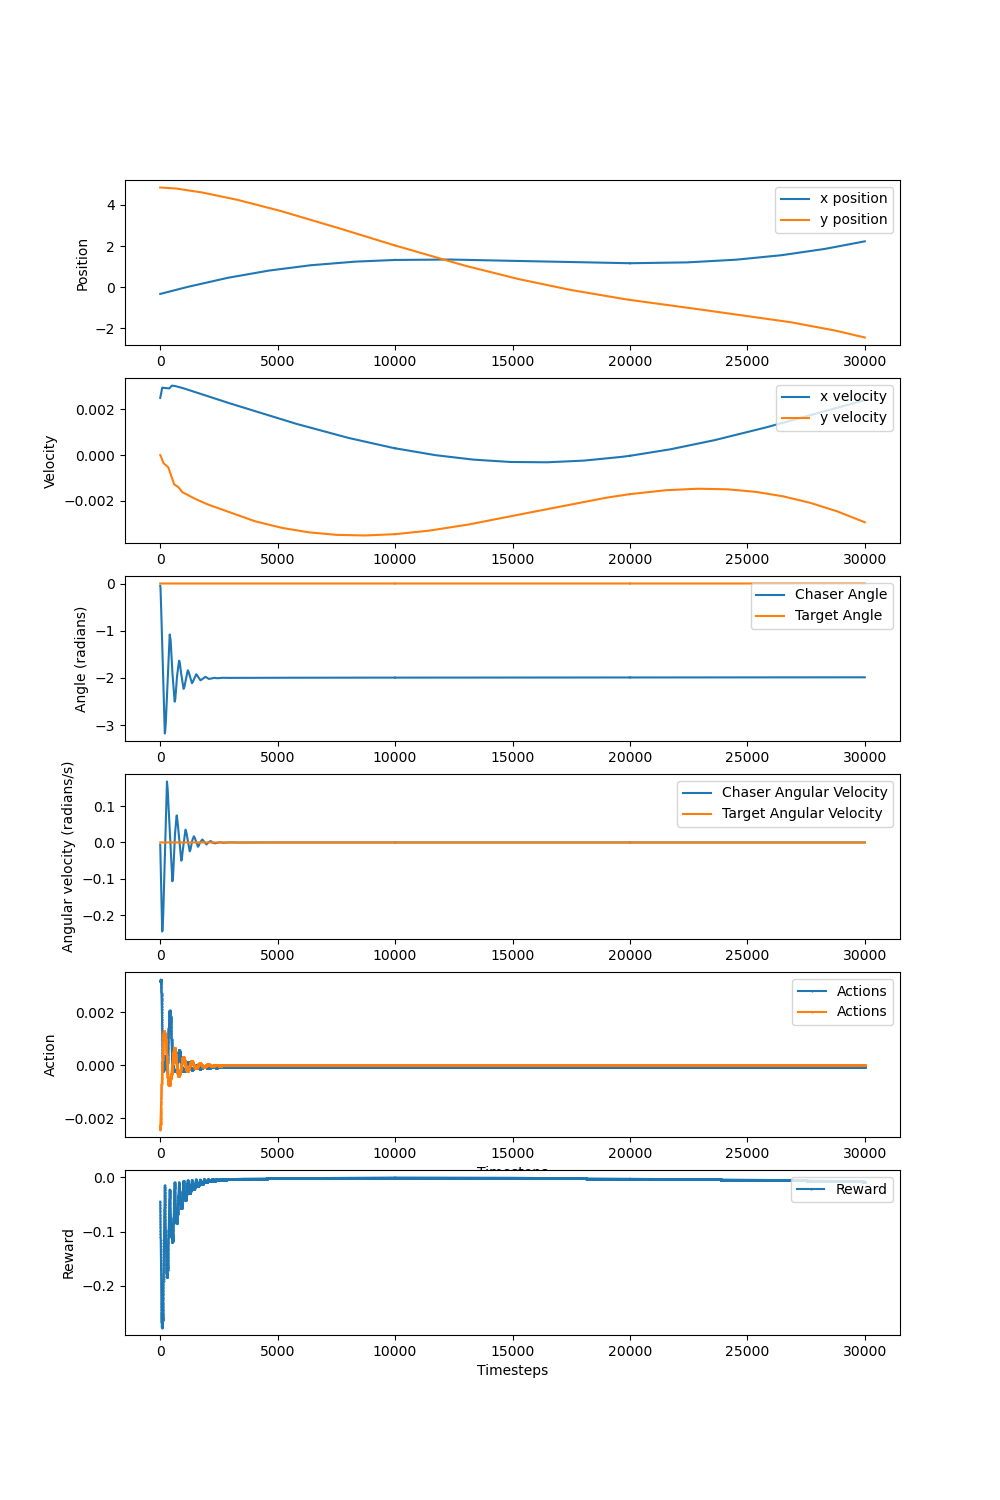 x position
y position
4
2
0
−2
Position
0 5000 10000 15000 20000 25000 30000
x velocity
y velocity
0.002
0.000
−0.002
Velocity
0 5000 10000 15000 20000 25000 30000
Chaser Angle
Target Angle
0
−1
−2
−3
Angle (radians)
0 5000 10000 15000 20000 25000 30000
Chaser Angular Velocity
Target Angular Velocity
0.1
0.0
−0.1
−0.2
Angular velocity (radians/s)
0 5000 10000 15000 20000 25000 30000
Actions
Actions
0.002
0.000
−0.002
Action
0 5000 10000 15000 20000 25000 30000
Timesteps
Reward
0.0
−0.1
−0.2
Reward
0 5000 10000 15000 20000 25000 30000
Timesteps